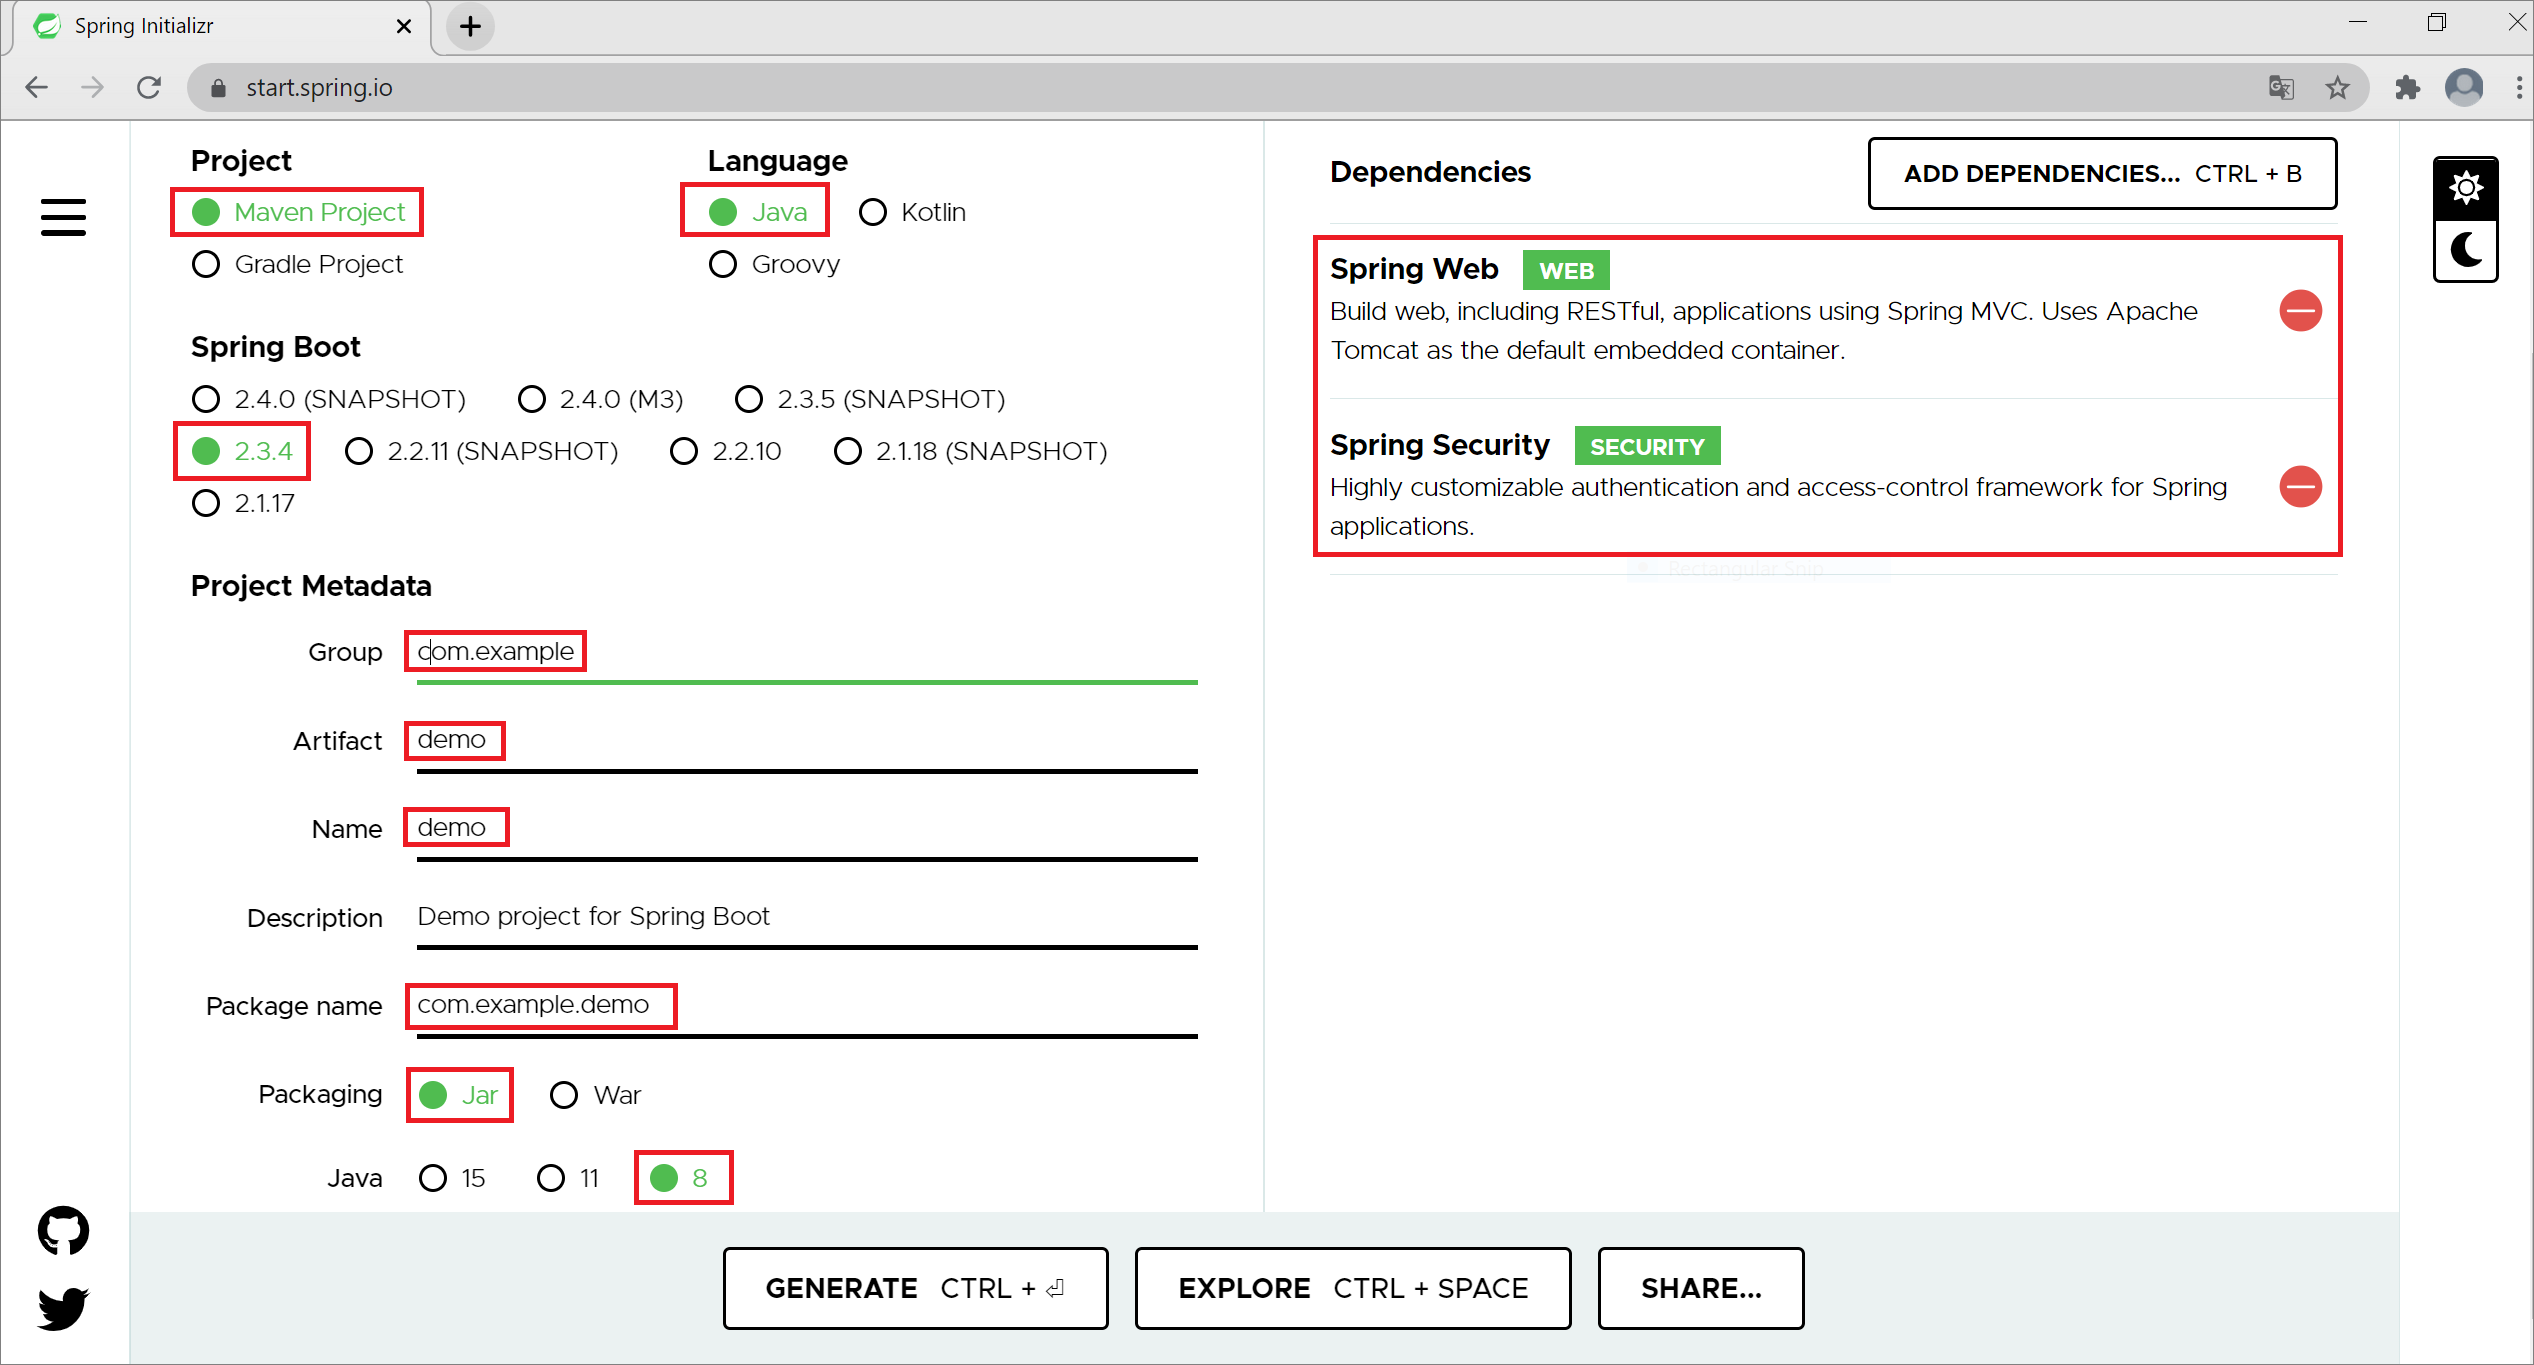 Spring Initializr
start.spring.io
Project
Maven Project
Gradle Project
Language
Java Kotlin
Groovy
Spring Boot
2.4.0 (SNAPSHOT) 2.4.0 (M3) 2.3.5 (SNAPSHOT)
2.3.4 2.2.11 (SNAPSHOT) 2.2.10 2.1.18 (SNAPSHOT)
2.1.17
Project Metadata
Group com.example
Artifact demo
Name demo
Description Demo project for Spring Boot
Package name com.example.demo
Packaging Jar War
Java 15 11 8
Dependencies
ADD DEPENDENCIES... CTRL + B
Spring Web WEB
Build web, including RESTful, applications using Spring MVC. Uses Apache
Tomcat as the default embedded container.
Spring Security SECURITY
Highly customizable authentication and access-control framework for Spring
applications.
Rectangular Snip
GENERATE CTRL + ⏎
EXPLORE CTRL + SPACE
SHARE...